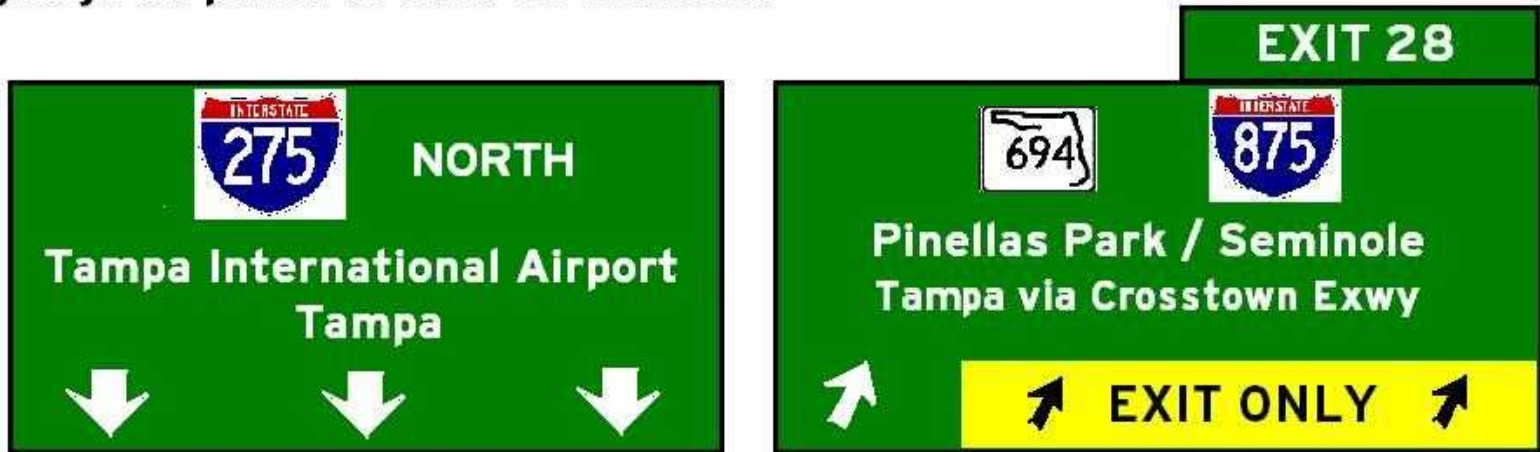 INTERSTATE
275 NORTH
Tampa International Airport
Tampa
EXIT 28
694
INTERSTATE
875
Pinellas Park / Seminole
Tampa via Crosstown Exwy
EXIT ONLY